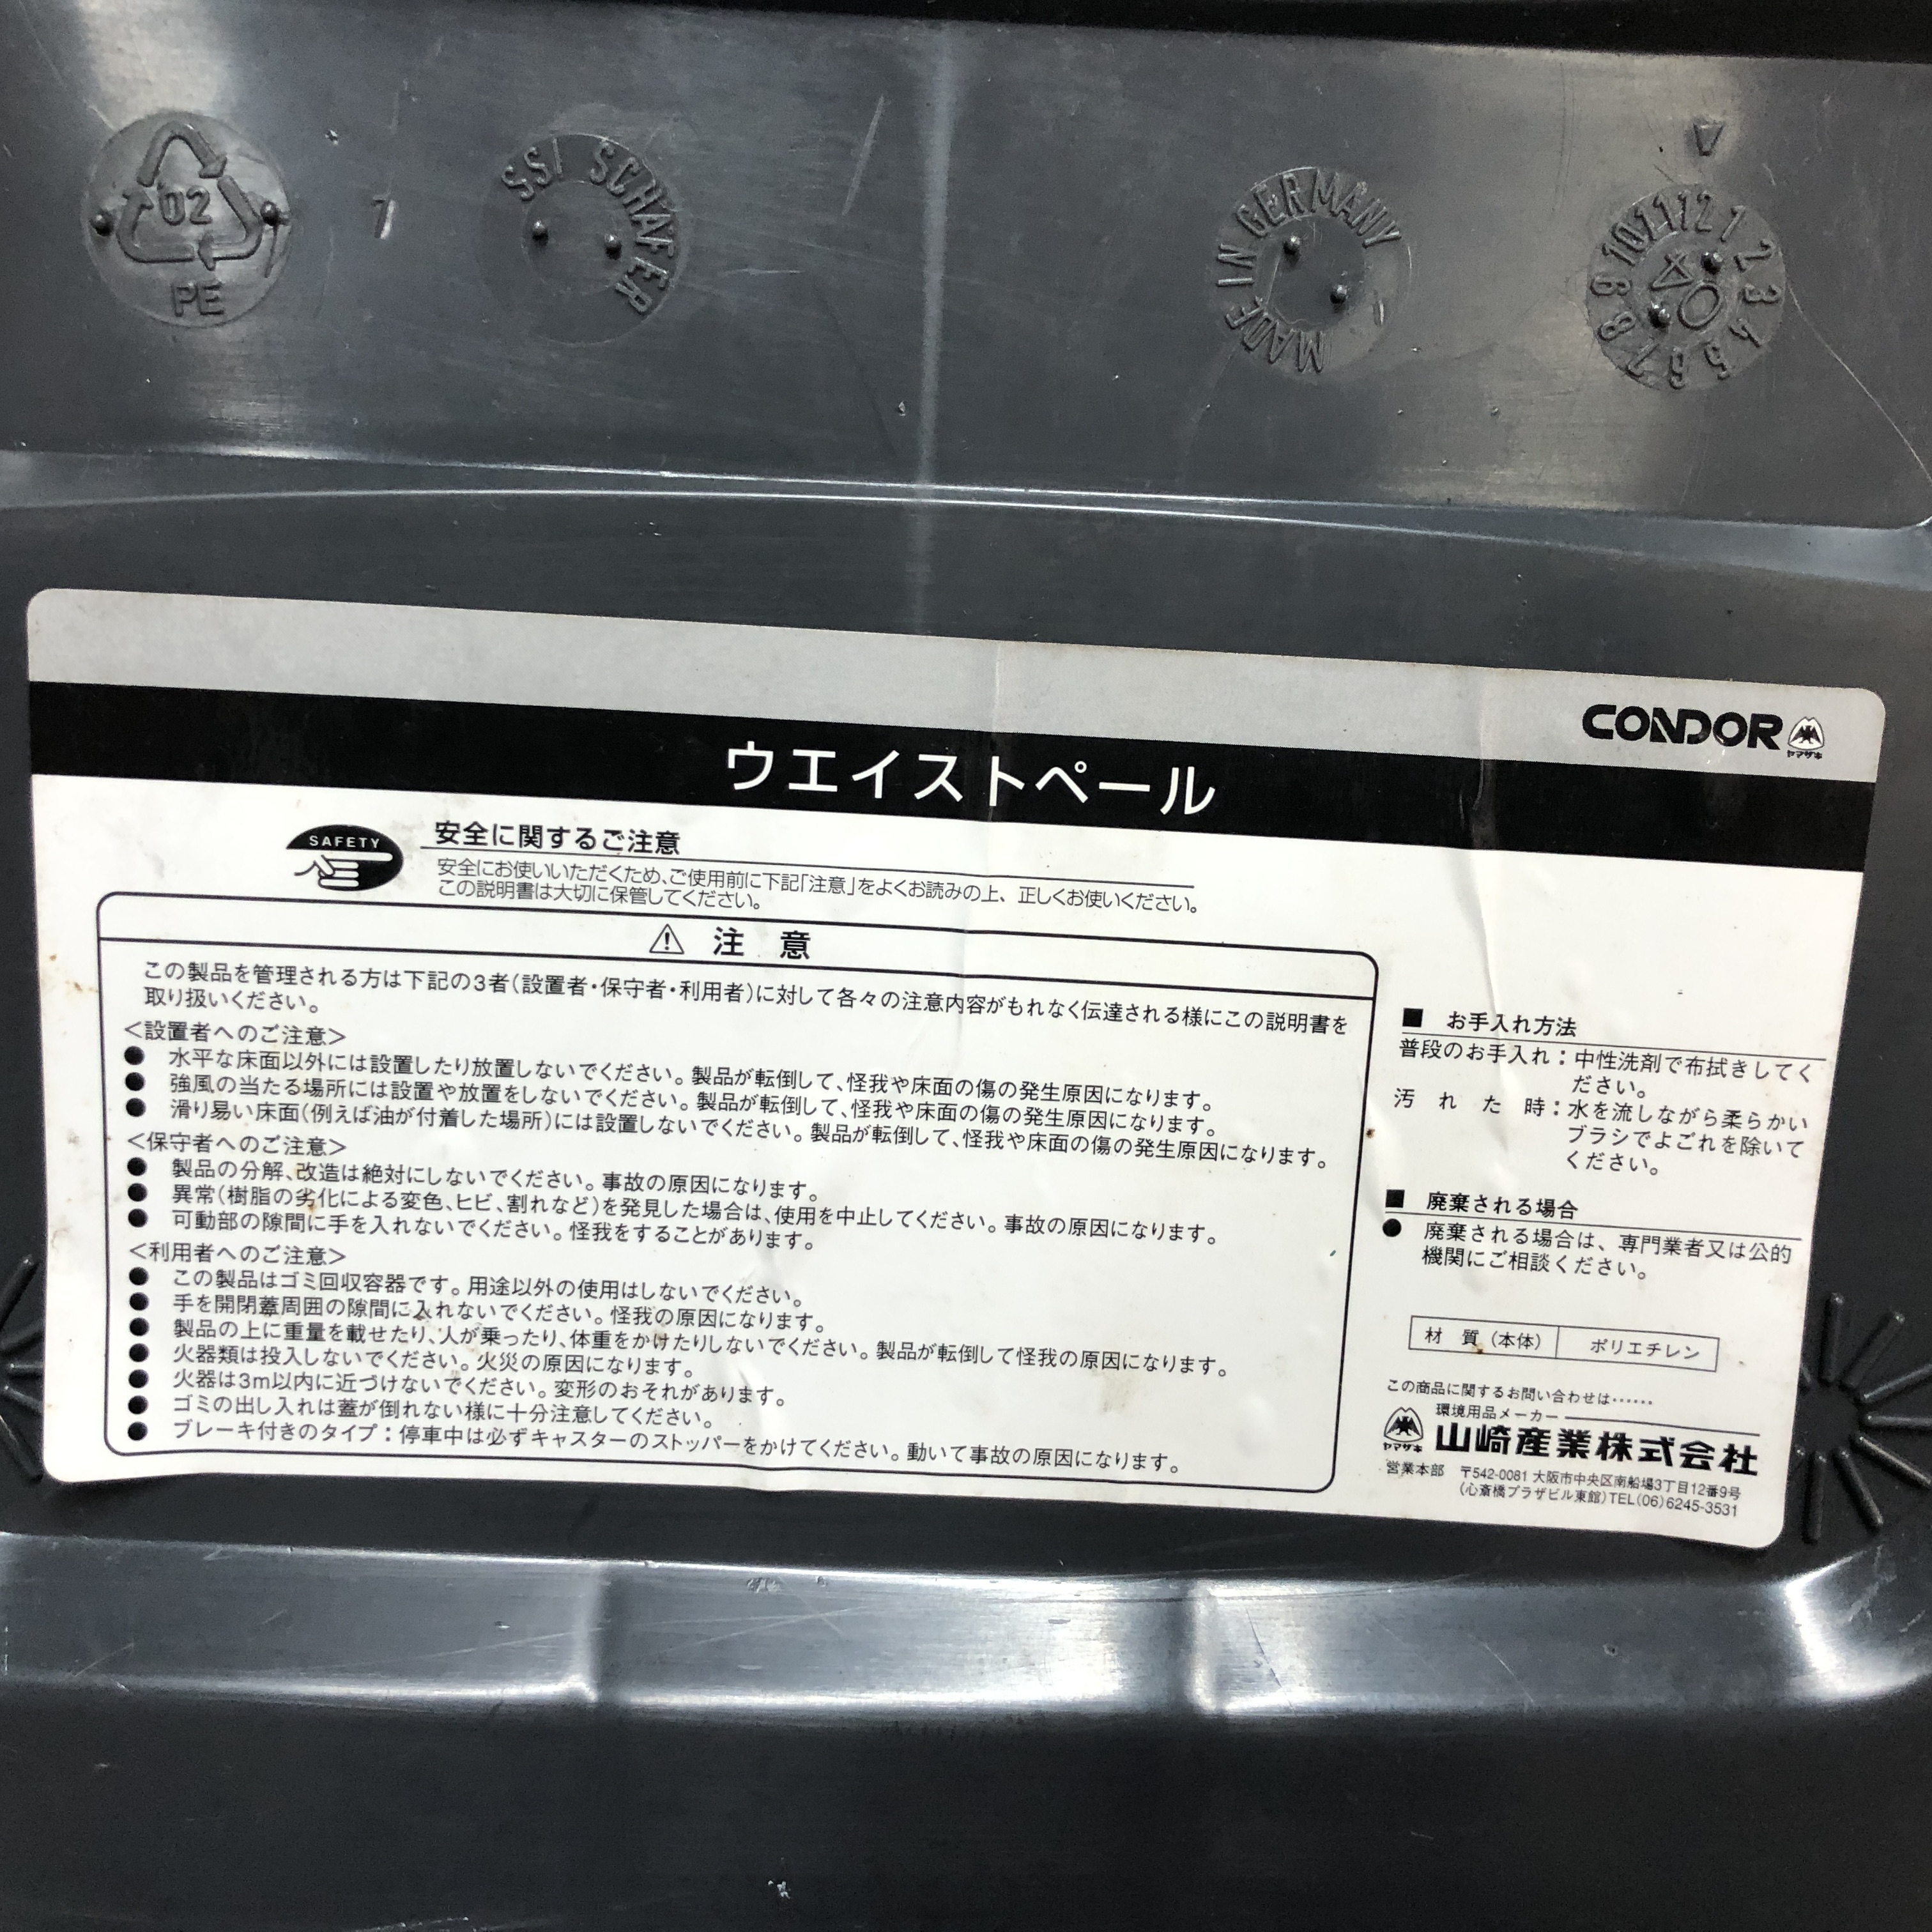 02
PE
7
SSI SCHÄFER
MADE IN GERMANY
1 2 3 4 5 6 7 8 9 10 11 12
CONDOR
ヤマザキ
ウエイストペール
SAFETY
安全に関するご注意
安全にお使いいただくため、ご使用前に下記「注意」をよくお読みの上、正しくお使いください。
この説明書は大切に保管してください。
注 意
この製品を管理される方は下記の3者(設置者・保守者・利用者)に対して各々の注意内容がもれなく伝達される様にこの説明書を
取り扱いください。
<設置者へのご注意>
● 水平な床面以外には設置したり放置しないでください。製品が転倒して、怪我や床面の傷の発生原因になります。
● 強風の当たる場所には設置や放置をしないでください。製品が転倒して、怪我や床面の傷の発生原因になります。
● 滑り易い床面(例えば油が付着した場所)には設置しないでください。製品が転倒して、怪我や床面の傷の発生原因になります。
<保守者へのご注意>
● 製品の分解、改造は絶対にしないでください。事故の原因になります。
● 異常(樹脂の劣化による変色、ヒビ、割れなど)を発見した場合は、使用を中止してください。事故の原因になります。
● 可動部の隙間に手を入れないでください。怪我をすることがあります。
<利用者へのご注意>
● この製品はゴミ回収容器です。用途以外の使用はしないでください。
● 手を開閉蓋周囲の隙間に入れないでください。怪我の原因になります。
● 製品の上に重量を載せたり、人が乗ったり、体重をかけたりしないでください。製品が転倒して怪我の原因になります。
● 火器類は投入しないでください。火災の原因になります。
● 火器は3m以内に近づけないでください。変形のおそれがあります。
● ゴミの出し入れは蓋が倒れない様に十分注意してください。
● ブレーキ付きのタイプ：停車中は必ずキャスターのストッパーをかけてください。動いて事故の原因になります。
■ お手入れ方法
普段のお手入れ：中性洗剤で布拭きしてく
ださい。
汚れた時：水を流しながら柔らかい
ブラシでよごれを除いて
ください。
■ 廃棄される場合
● 廃棄される場合は、専門業者又は公的
機関にご相談ください。
材 質(本体) ポリエチレン
この商品に関するお問い合わせは……
環境用品メーカー
ヤマザキ 山崎産業株式会社
営業本部 〒542-0081 大阪市中央区南船場3丁目12番9号
(心斎橋プラザビル東館)TEL(06)6245-3531